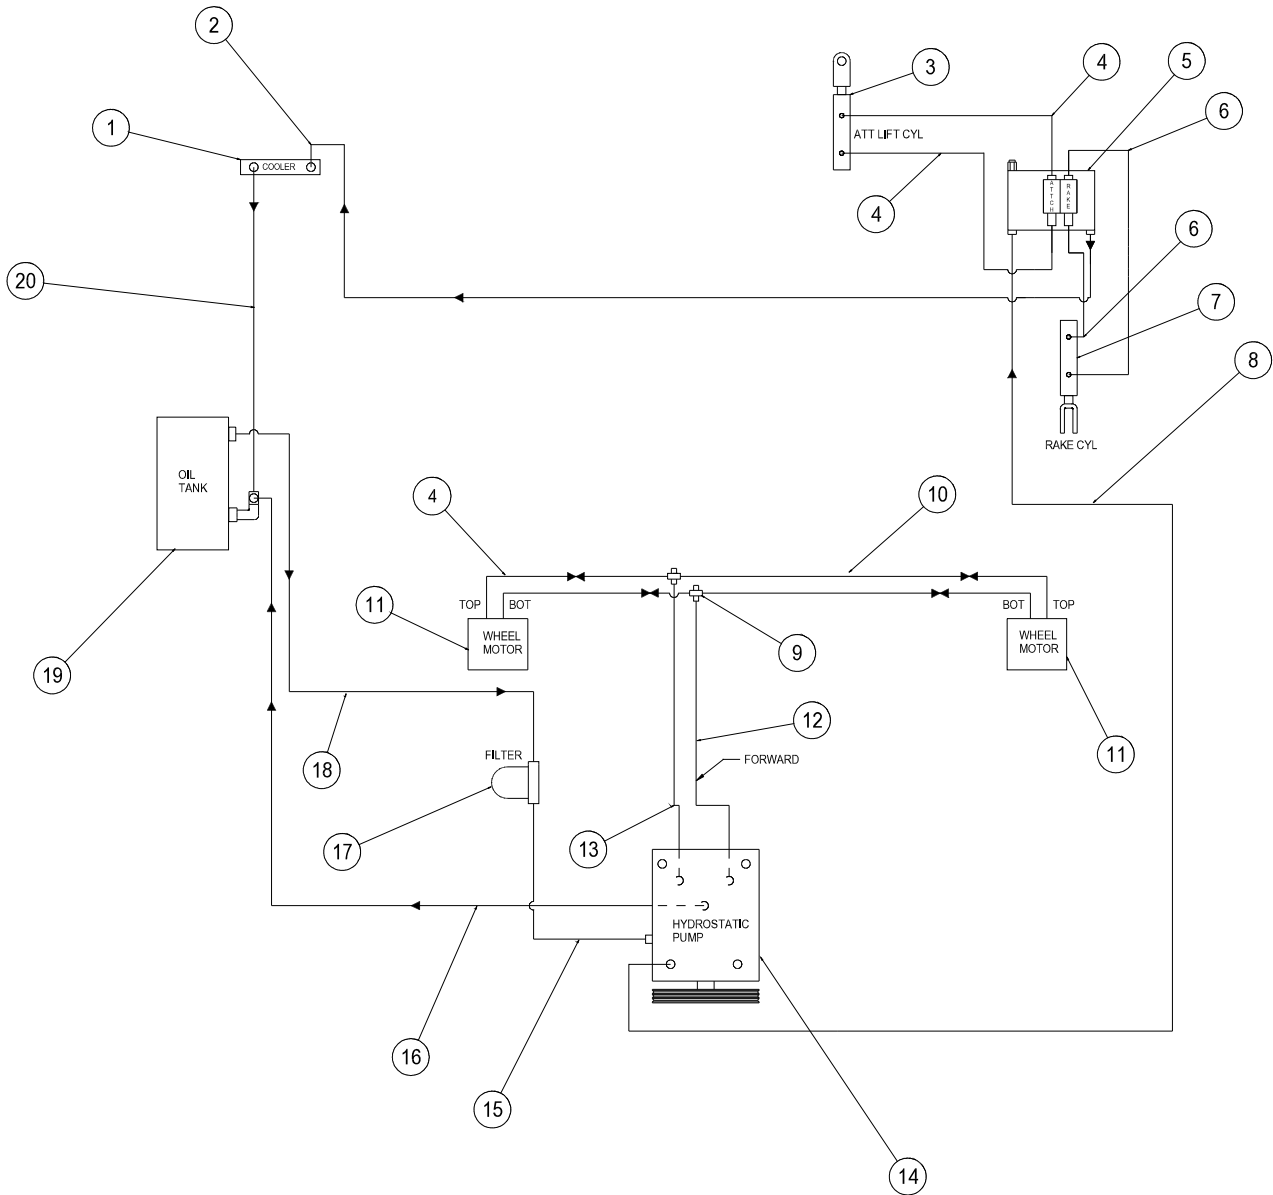 2
3
4
5
1
6
ATT LIFT CYL
COOLER
ATTCH
RAKE
4
6
20
7
8
RAKE CYL
OIL
TANK
4
10
TOP
BOT
BOT
TOP
11
WHEEL
MOTOR
9
WHEEL
MOTOR
19
12
11
FILTER
FORWARD
18
17
13
HYDROSTATIC
PUMP
16
15
14